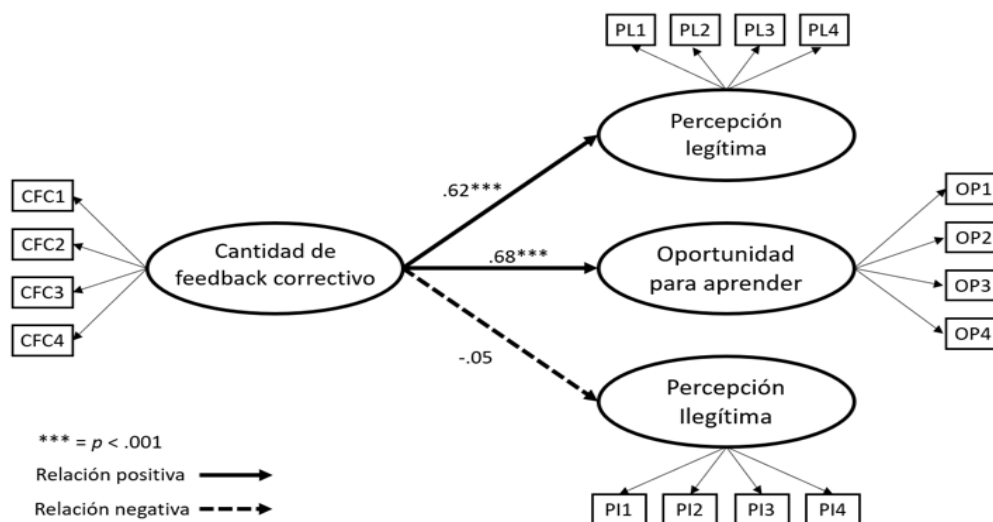 PL1 PL2 PL3 PL4
Percepción
legítima
.62***
CFC1
CFC2
CFC3
CFC4
Cantidad de
feedback correctivo
.68***
Oportunidad
para aprender
OP1
OP2
OP3
OP4
-.05
Percepción
Ilegítima
*** = p < .001
Relación positiva
Relación negativa
PI1 PI2 PI3 PI4